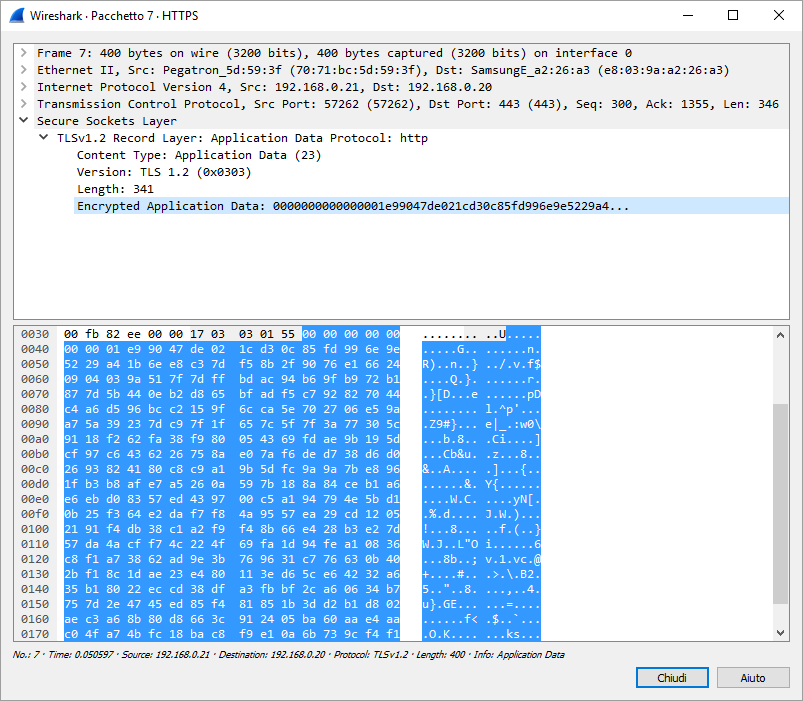 Wireshark · Pacchetto 7 · HTTPS
Frame 7: 400 bytes on wire (3200 bits), 400 bytes captured (3200 bits) on interface 0
Ethernet II, Src: Pegatron_5d:59:3f (70:71:bc:5d:59:3f), Dst: SamsungE_a2:26:a3 (e8:03:9a:a2:26:a3)
Internet Protocol Version 4, Src: 192.168.0.21, Dst: 192.168.0.20
Transmission Control Protocol, Src Port: 57262 (57262), Dst Port: 443 (443), Seq: 300, Ack: 1355, Len: 346
Secure Sockets Layer
TLSv1.2 Record Layer: Application Data Protocol: http
Content Type: Application Data (23)
Version: TLS 1.2 (0x0303)
Length: 341
Encrypted Application Data: 0000000000000001e99047de021cd30c85fd996e9e5229a4...
0030 00 fb 82 ee 00 00 17 03 03 01 55 00 00 00 00 00 ........ ..U.....
0040 00 00 01 e9 90 47 de 02 1c d3 0c 85 fd 99 6e 9e .....G.. ......n.
0050 52 29 a4 1b 6e e8 c3 7d f5 8b 2f 90 76 e1 66 24 R)..n..} ../.v.f$
0060 09 04 03 9a 51 7f 7d ff bd ac 94 b6 9f b9 72 b1 ....Q.}. ......r.
0070 87 7d 5b 44 0e b2 d8 65 bf ad f5 c7 92 82 70 44 .}[D...e ......pD
0080 c4 a6 d5 96 bc c2 15 9f 6c ca 5e 70 27 06 e5 9a ........ l.^p'...
0090 a7 5a 39 23 7d c9 7f 1f 65 7c 5f 7f 3a 77 30 5c .Z9#}... e|_.:w0\
00a0 91 18 f2 62 fa 38 f9 80 05 43 69 fd ae 9b 19 5d ...b.8.. .Ci....]
00b0 cf 97 c6 43 62 26 75 8a e0 7a f6 de d7 38 d6 d0 ...Cb&u. .z...8..
00c0 26 93 82 41 80 c8 c9 a1 9b 5d fc 9a 9a 7b e8 96 &..A.... .]...{..
00d0 1f b3 b8 af e7 a5 26 0a 59 7b 18 8a 84 ce b1 a6 ......&. Y{......
00e0 e6 eb d0 83 57 ed 43 97 00 c5 a1 94 79 4e 5b d1 ....W.C. ....yN[.
00f0 0b 25 f3 64 e2 da f7 f8 4a 95 57 ea 29 cd 12 05 .%.d.... J.W.)...
0100 21 91 f4 db 38 c1 a2 f9 f4 8b 66 e4 28 b3 e2 7d !...8... ..f.(..}
0110 57 da 4a cf f7 4c 22 4f 69 fa 1d 94 fe a1 08 36 W.J..L"O i......6
0120 c8 f1 a7 38 62 ad 9e 3b 76 96 31 c7 76 63 0b 40 ...8b..; v.1.vc.@
0130 2b f1 8c 1d ae 23 e4 80 11 3e d6 5c e6 42 32 a6 +....#.. .>.\.B2.
0140 35 b1 80 22 ec cd 38 df a3 fb bf 2c a6 06 34 b7 5.."..8. ...,..4.
0150 75 7d 2e 47 45 ed 85 f4 81 85 1b 3d d2 b1 d8 02 u}.GE... ...=....
0160 ae c3 a6 8b 80 d8 66 3c 91 24 05 ba 60 aa e4 aa ......f< .$..`...
0170 c0 4f a7 4b fc 18 ba c8 f9 e1 0a 6b 73 9c f4 f1 .O.K.... ...ks...
No.: 7 · Time: 0.050597 · Source: 192.168.0.21 · Destination: 192.168.0.20 · Protocol: TLSv1.2 · Length: 400 · Info: Application Data
Chiudi Aiuto